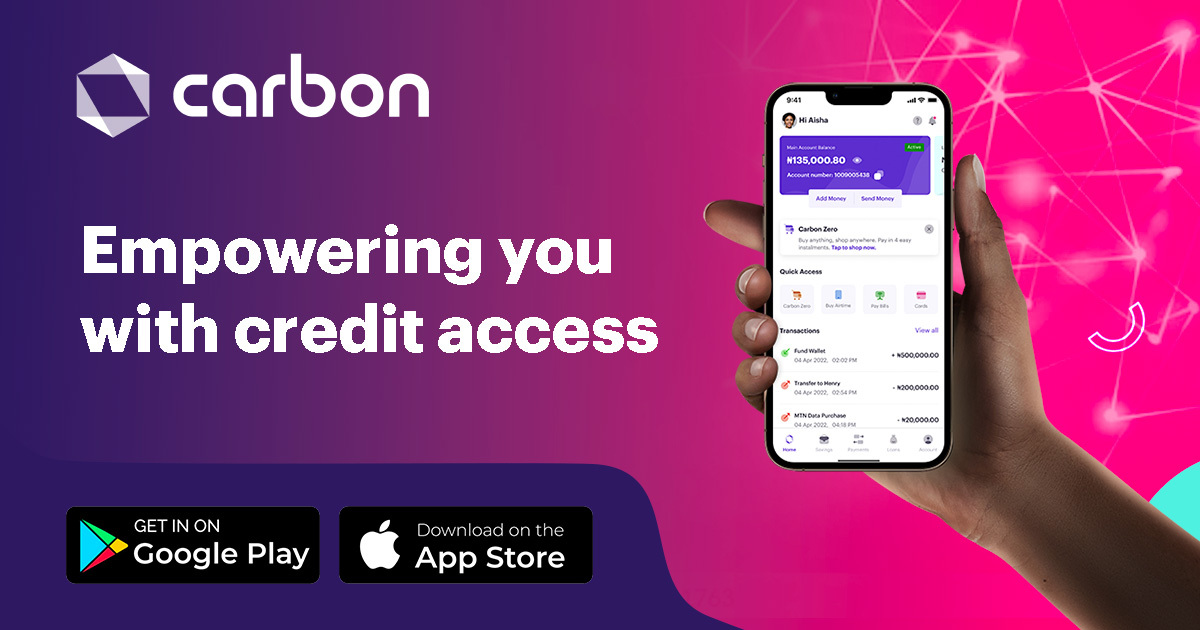 carbon
Empowering you
with credit access
GET IN ON
Google Play
Download on the
App Store
9:41
Hi Aisha
Main Account Balance
Active
₦135,000.80
Account number: 1009005438
Add Money
Send Money
Carbon Zero
Buy anything, shop anywhere. Pay in 4 easy
installments. Tap to shop now.
Quick Access
Carbon Zero
Buy Airtime
Pay Bills
Cards
Transactions
View all
Fund Wallet
+ ₦500,000.00
04 Apr 2022, 02:02 PM
Transfer to Henry
- ₦200,000.00
04 Apr 2022, 02:54 PM
MTN Data Purchase
- ₦20,000.00
04 Apr 2022, 04:18 PM
Home
Savings
Payments
Loans
Account